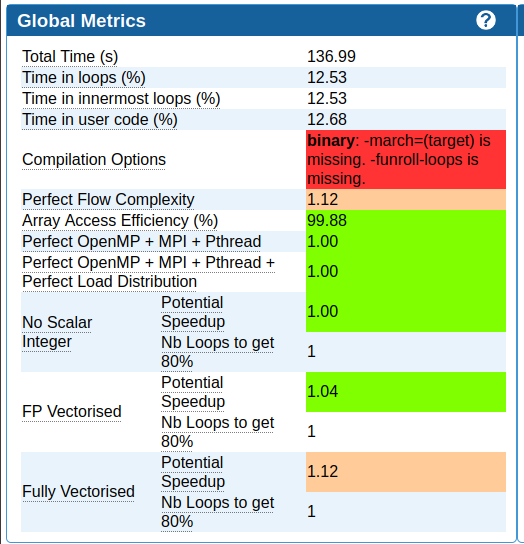 Global Metrics ?
Total Time (s) 136.99
Time in loops (%) 12.53
Time in innermost loops (%) 12.53
Time in user code (%) 12.68
Compilation Options
binary: -march=(target) is
missing. -funroll-loops is
missing.
Perfect Flow Complexity 1.12
Array Access Efficiency (%) 99.88
Perfect OpenMP + MPI + Pthread 1.00
Perfect OpenMP + MPI + Pthread +
Perfect Load Distribution
1.00
No Scalar
Integer
Potential
Speedup
1.00
Nb Loops to get
80%
1
FP Vectorised
Potential
Speedup
1.04
Nb Loops to get
80%
1
Fully Vectorised
Potential
Speedup
1.12
Nb Loops to get
80%
1